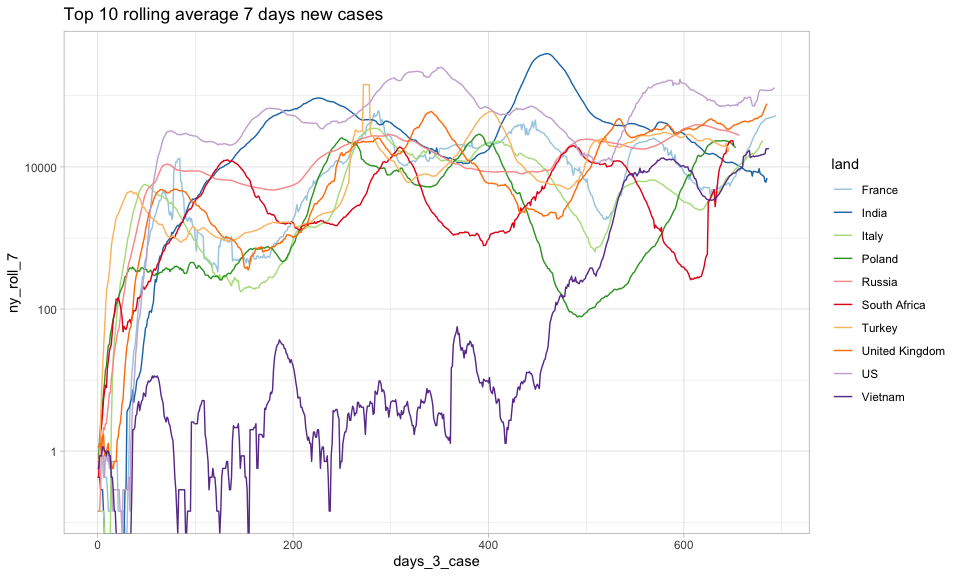 Top 10 rolling average 7 days new cases
ny_roll_7
10000
100
1
0
200
400
600
days_3_case
land
France
India
Italy
Poland
Russia
South Africa
Turkey
United Kingdom
US
Vietnam